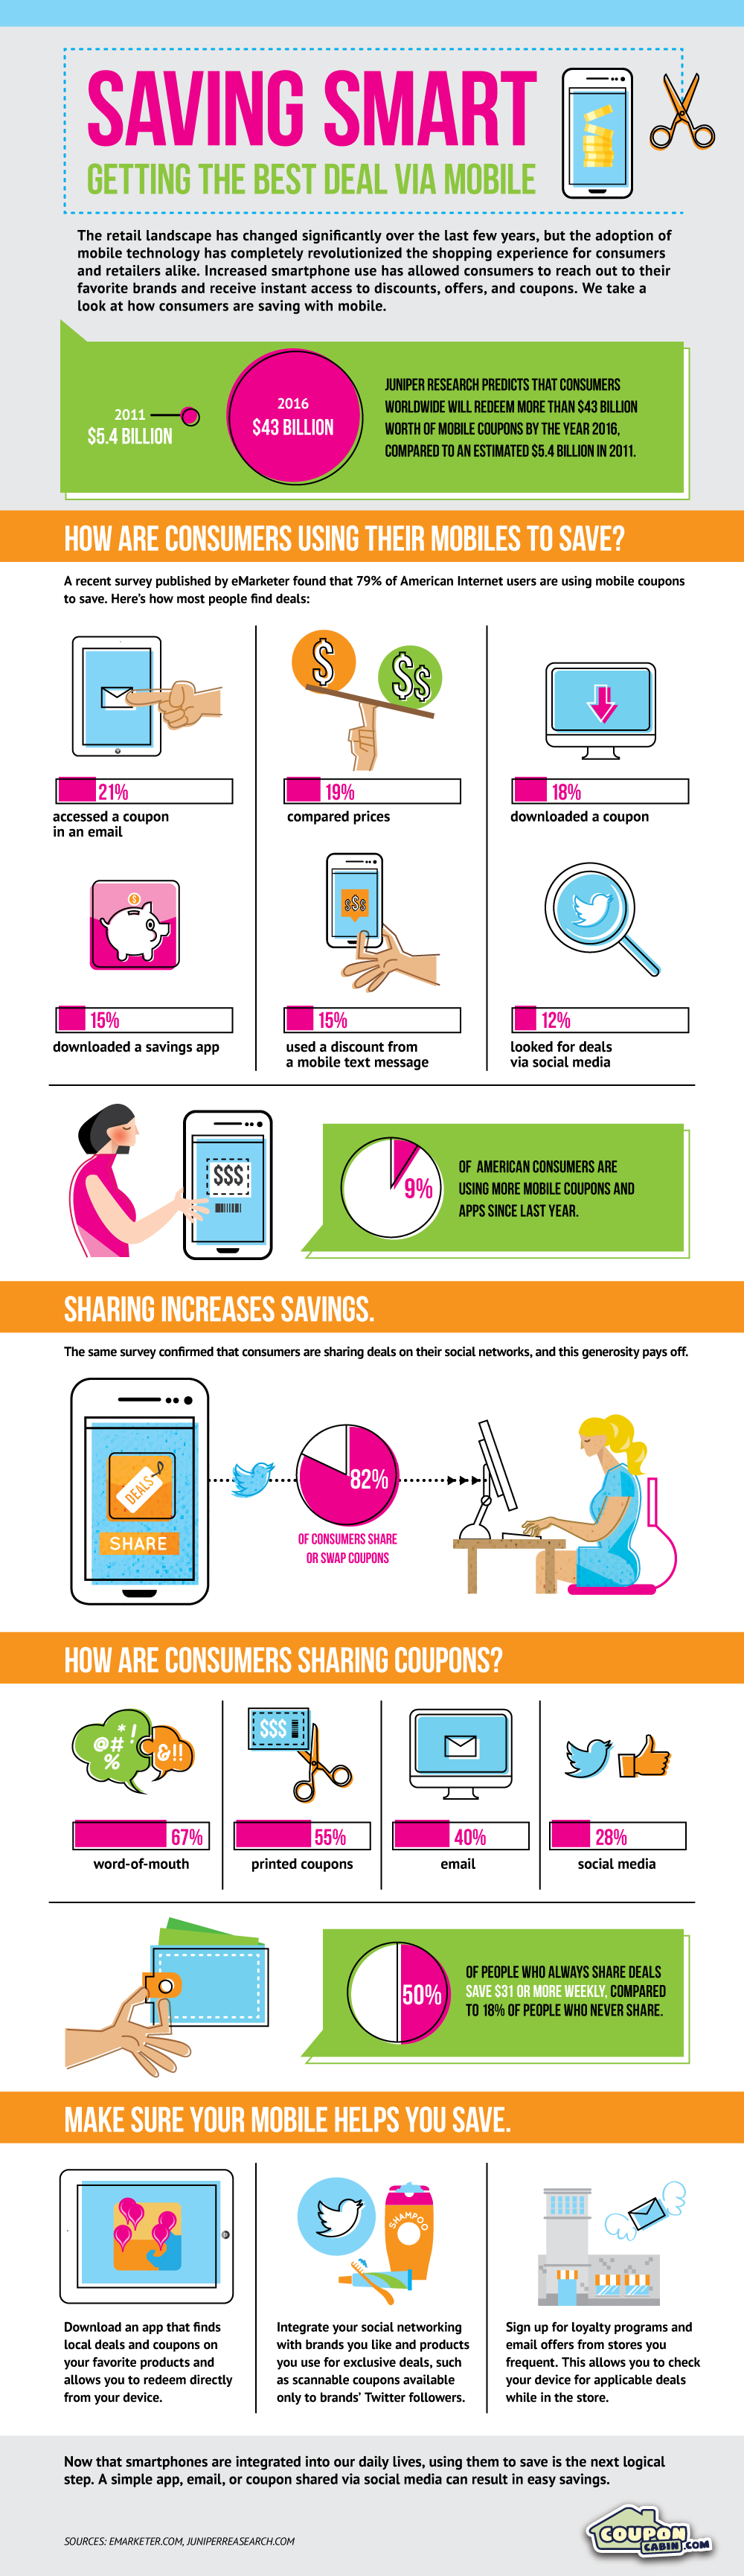 SAVING SMART
GETTING THE BEST DEAL VIA MOBILE
The retail landscape has changed significantly over the last few years, but the adoption of
mobile technology has completely revolutionized the shopping experience for consumers
and retailers alike. Increased smartphone use has allowed consumers to reach out to their
favorite brands and receive instant access to discounts, offers, and coupons. We take a
look at how consumers are saving with mobile.
2011
$5.4 BILLION
2016
$43 BILLION
JUNIPER RESEARCH PREDICTS THAT CONSUMERS
WORLDWIDE WILL REDEEM MORE THAN $43 BILLION
WORTH OF MOBILE COUPONS BY THE YEAR 2016,
COMPARED TO AN ESTIMATED $5.4 BILLION IN 2011.
HOW ARE CONSUMERS USING THEIR MOBILES TO SAVE?
A recent survey published by eMarketer found that 79% of American Internet users are using mobile coupons
to save. Here's how most people find deals:
$
$$
21%
accessed a coupon
in an email
19%
compared prices
18%
downloaded a coupon
$
$$$
15%
downloaded a savings app
15%
used a discount from
a mobile text message
12%
looked for deals
via social media
$$$
9%
OF AMERICAN CONSUMERS ARE
USING MORE MOBILE COUPONS AND
APPS SINCE LAST YEAR.
SHARING INCREASES SAVINGS.
The same survey confirmed that consumers are sharing deals on their social networks, and this generosity pays off.
DEALS
SHARE
82%
OF CONSUMERS SHARE
OR SWAP COUPONS
HOW ARE CONSUMERS SHARING COUPONS?
@#*!
%
&!!
$$$
67%
word-of-mouth
55%
printed coupons
40%
email
28%
social media
50%
OF PEOPLE WHO ALWAYS SHARE DEALS
SAVE $31 OR MORE WEEKLY, COMPARED
TO 18% OF PEOPLE WHO NEVER SHARE.
MAKE SURE YOUR MOBILE HELPS YOU SAVE.
SHAMPOO
Download an app that finds
local deals and coupons on
your favorite products and
allows you to redeem directly
from your device.
Integrate your social networking
with brands you like and products
you use for exclusive deals, such
as scannable coupons available
only to brands' Twitter followers.
Sign up for loyalty programs and
email offers from stores you
frequent. This allows you to check
your device for applicable deals
while in the store.
Now that smartphones are integrated into our daily lives, using them to save is the next logical
step. A simple app, email, or coupon shared via social media can result in easy savings.
SOURCES: EMARKETER.COM, JUNIPERREASEARCH.COM
COUPON
CABIN.COM